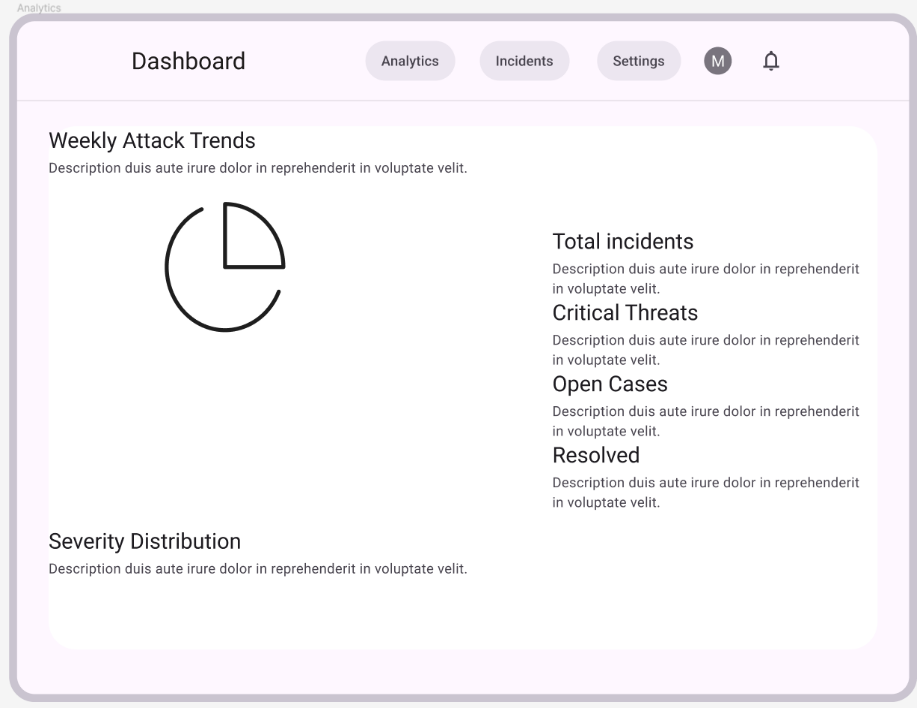 Analytics
Dashboard
Analytics
Incidents
Settings
M
Weekly Attack Trends
Description duis aute irure dolor in reprehenderit in voluptate velit.
Total incidents
Description duis aute irure dolor in reprehenderit
in voluptate velit.
Critical Threats
Description duis aute irure dolor in reprehenderit
in voluptate velit.
Open Cases
Description duis aute irure dolor in reprehenderit
in voluptate velit.
Resolved
Description duis aute irure dolor in reprehenderit
in voluptate velit.
Severity Distribution
Description duis aute irure dolor in reprehenderit in voluptate velit.